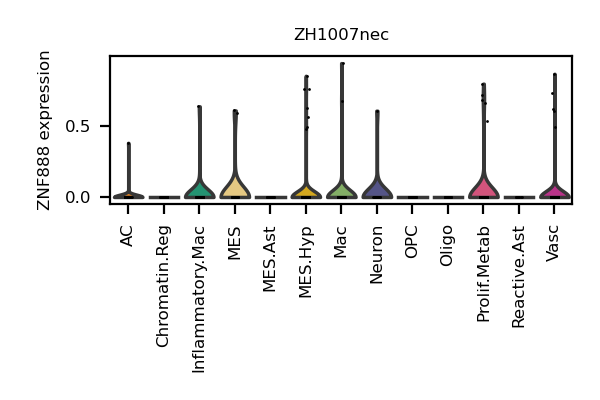 ZH1007nec
ZNF888 expression
0.5
0.0
AC
Chromatin.Reg
Inflammatory.Mac
MES
MES.Ast
MES.Hyp
Mac
Neuron
OPC
Oligo
Prolif.Metab
Reactive.Ast
Vasc